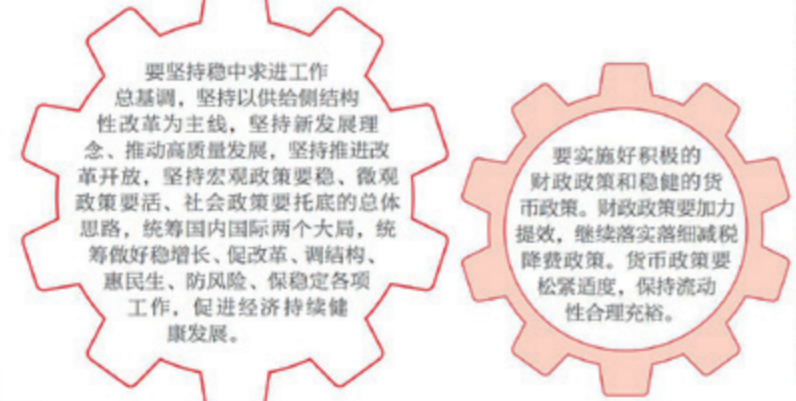 要坚持稳中求进工作
总基调，坚持以供给侧结构
性改革为主线，坚持新发展理
念、推动高质量发展，坚持推进改
革开放，坚持宏观政策要稳、微观
政策要活、社会政策要托底的总体
思路，统筹国内国际两个大局，统
筹做好稳增长、促改革、调结构、
惠民生、防风险、保稳定各项
工作，促进经济持续健
康发展。
要实施好积极的
财政政策和稳健的货
币政策。财政政策要加力
提效，继续落实落细减税
降费政策。货币政策要
松紧适度，保持流动
性合理充裕。